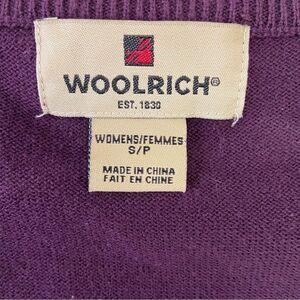 WOOLRICH®
EST. 1830
WOMENS/FEMMES
S/P
MADE IN CHINA
FAIT EN CHINE